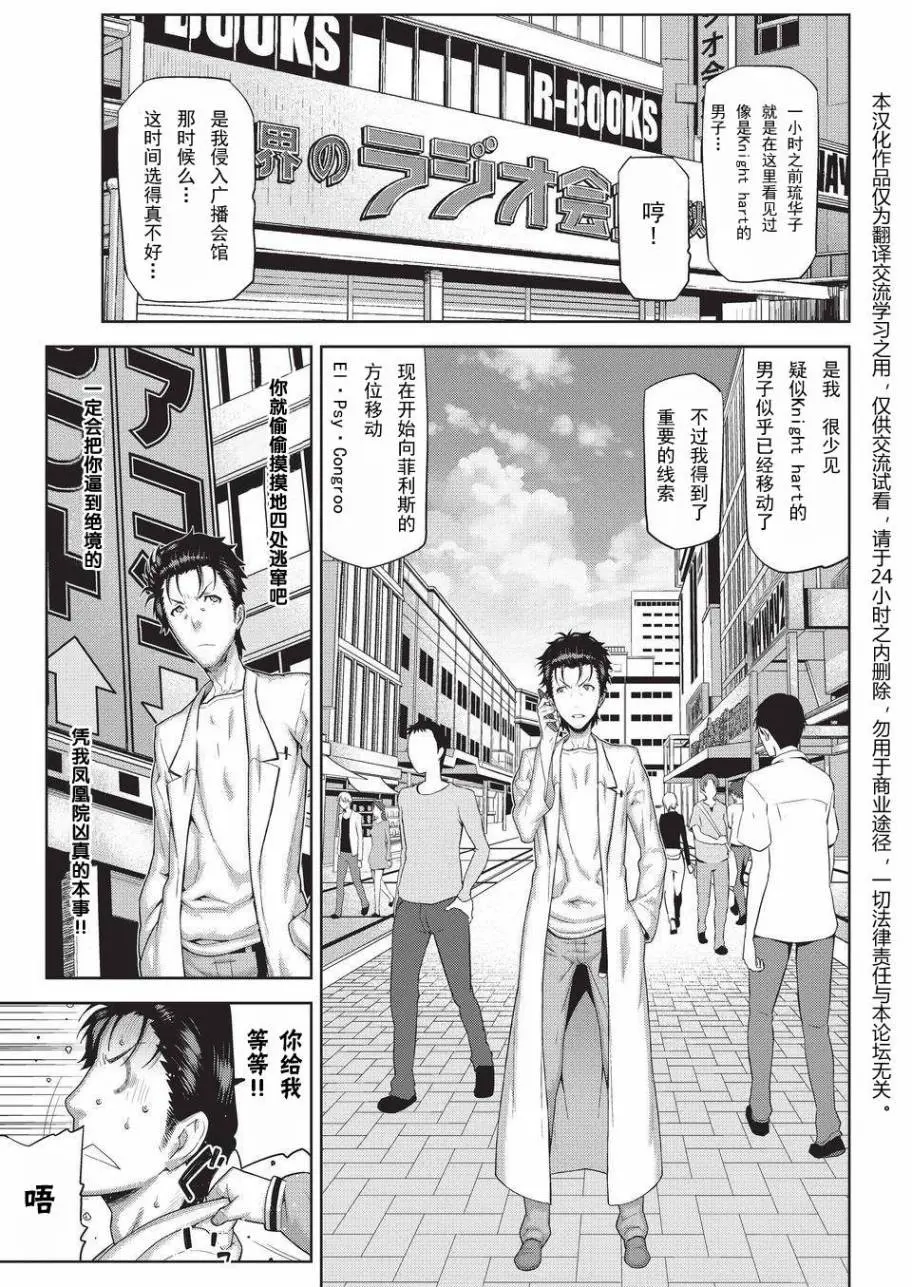 BOOKS
R-BOOKS
界のラジオ会
オ会
一小时之前琉华子
就是在这里看见过
像是Knight hart的
男子…
哼！
是我侵入广播会馆
那时候么…
这时间选得真不好…
是我 很少见
疑似Knight hart的
男子似乎已经移动了
不过我得到了
重要的线索
现在开始向菲利斯的
方位移动
El·Psy·Congroo
你就偷偷摸摸地四处逃窜吧
一定会把你逼到绝境的
凭我凤凰院凶真的本事!!
你给我
等等!!
唔
本汉化作品仅为翻译交流学习之用，仅供交流试看，请于24小时之内删除，勿用于商业途径，一切法律责任与本论坛无关。